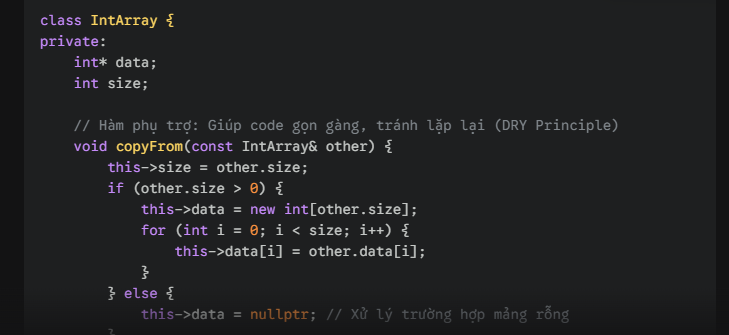 class IntArray {
private:
    int* data;
    int size;

    // Hàm phụ trợ: Giúp code gọn gàng, tránh lặp lại (DRY Principle)
    void copyFrom(const IntArray& other) {
        this->size = other.size;
        if (other.size > 0) {
            this->data = new int[other.size];
            for (int i = 0; i < size; i++) {
                this->data[i] = other.data[i];
            }
        } else {
            this->data = nullptr; // Xử lý trường hợp mảng rỗng
        }